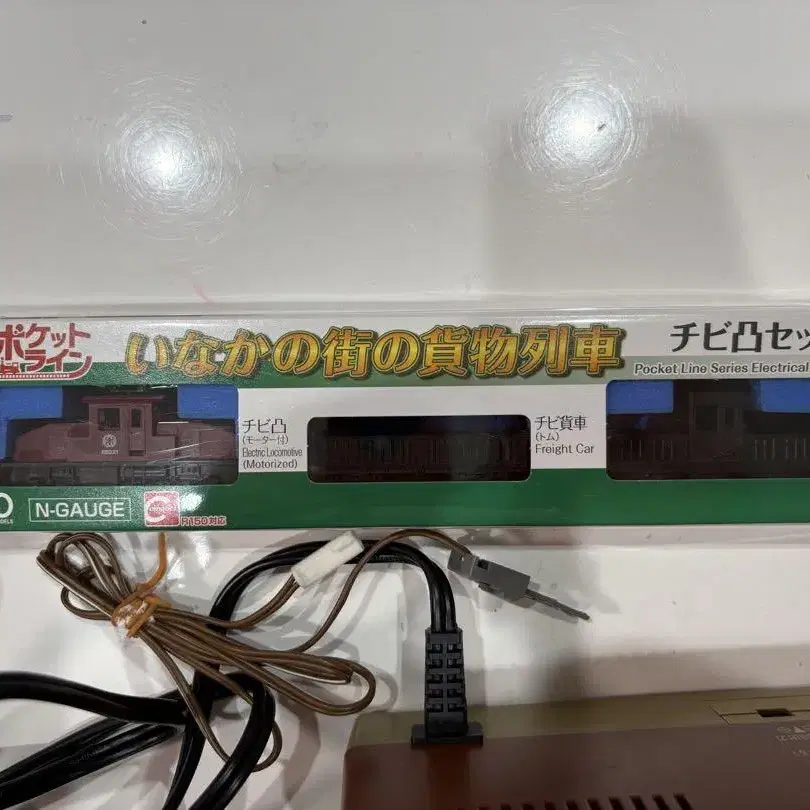 ポケット
ライン
いなかの街の貨物列車
チビ凸セッ
Pocket Line Series Electrical
チビ凸
(モーター付)
Electric Locomotive
(Motorized)
チビ貨車
(トム)
Freight Car
N-GAUGE
R150対応